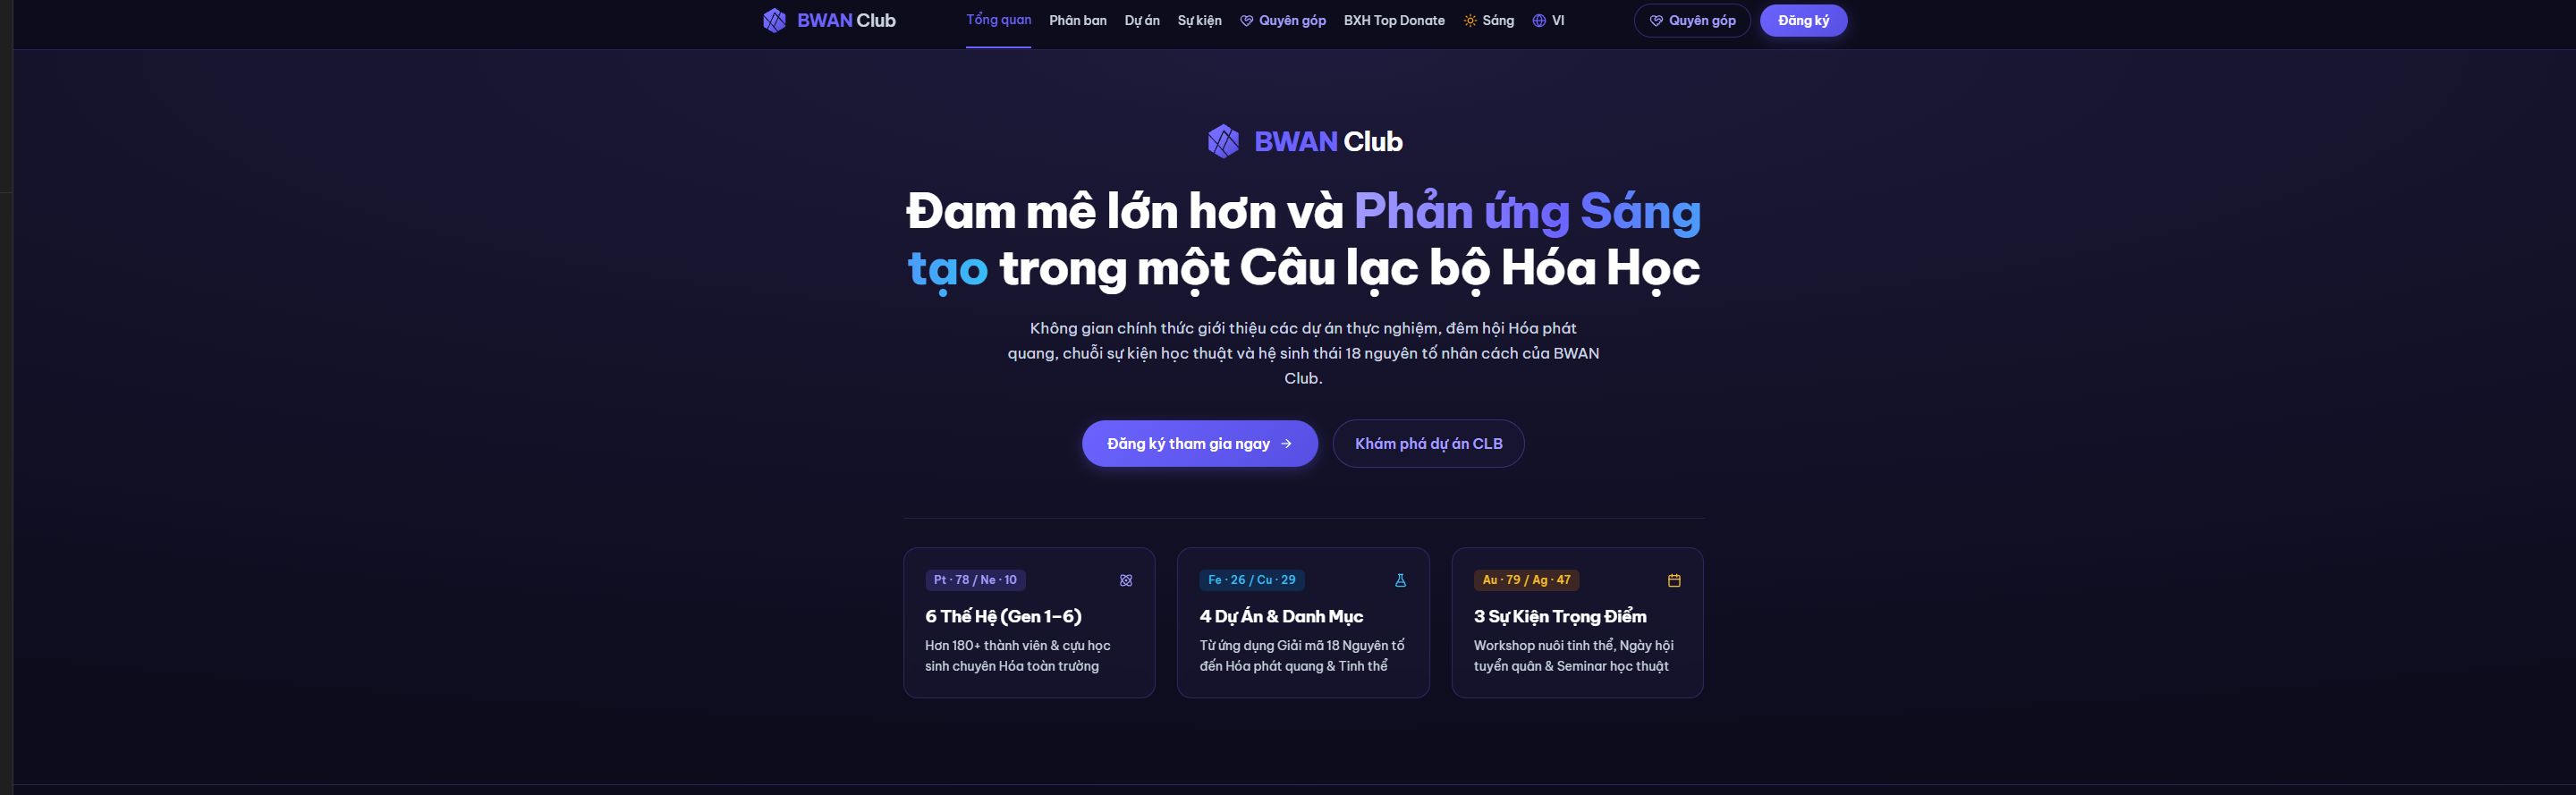 BWAN Club
Tổng quan
Phân ban
Dự án
Sự kiện
Quyên góp
BXH Top Donate
Sáng
VI
Quyên góp
Đăng ký
BWAN Club
Đam mê lớn hơn và Phản ứng Sáng
tạo trong một Câu lạc bộ Hóa Học
Không gian chính thức giới thiệu các dự án thực nghiệm, đêm hội Hóa phát
quang, chuỗi sự kiện học thuật và hệ sinh thái 18 nguyên tố nhân cách của BWAN
Club.
Đăng ký tham gia ngay →
Khám phá dự án CLB
Pt · 78 / Ne · 10
6 Thế Hệ (Gen 1–6)
Hơn 180+ thành viên & cựu học
sinh chuyên Hóa toàn trường
Fe · 26 / Cu · 29
4 Dự Án & Danh Mục
Từ ứng dụng Giải mã 18 Nguyên tố
đến Hóa phát quang & Tinh thể
Au · 79 / Ag · 47
3 Sự Kiện Trọng Điểm
Workshop nuôi tinh thể, Ngày hội
tuyển quân & Seminar học thuật